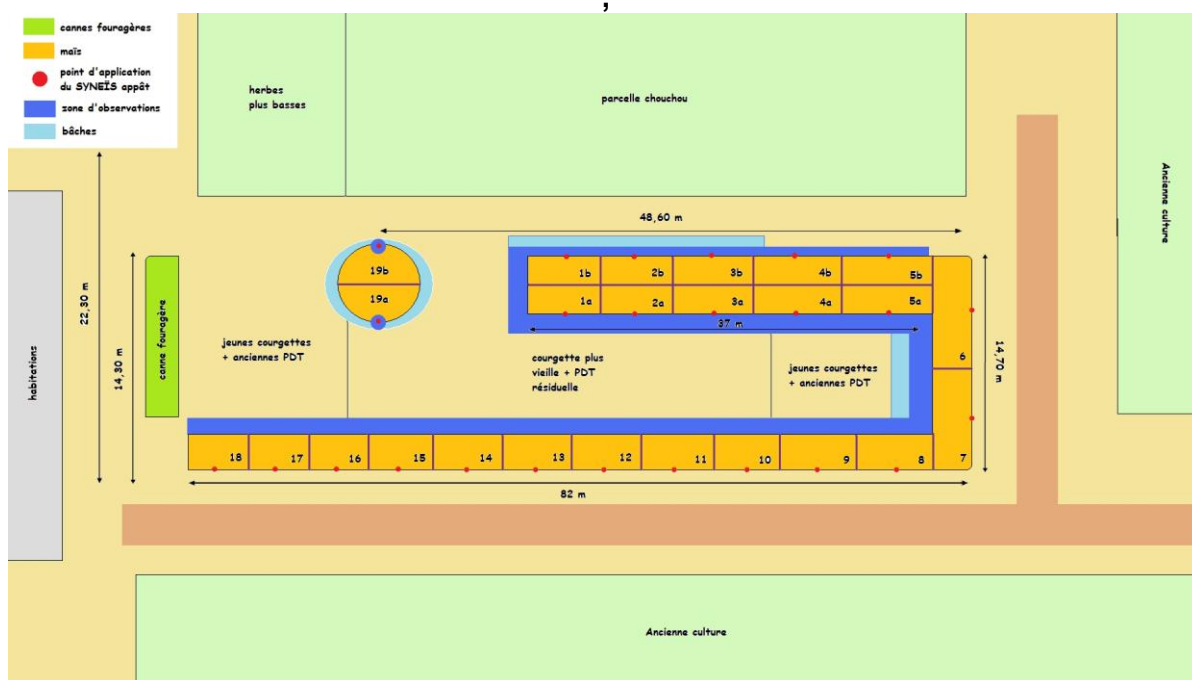 ;
cannes fouragères
maïs
point d'application
du SYNEÏS appât
zone d'observations
bâches
herbes
plus basses
parcelle chouchou
Ancienne culture
48,60 m
22,30 m
14,30 m
habitations
canne fouragère
19b
19a
1b
2b
3b
4b
5b
1a
2a
3a
4a
5a
37 m
6
14,70 m
jeunes courgettes
+ anciennes PDT
courgette plus
vieille + PDT
résiduelle
jeunes courgettes
+ anciens PDT
18
17
16
15
14
13
12
11
10
9
8
7
82 m
Ancienne culture